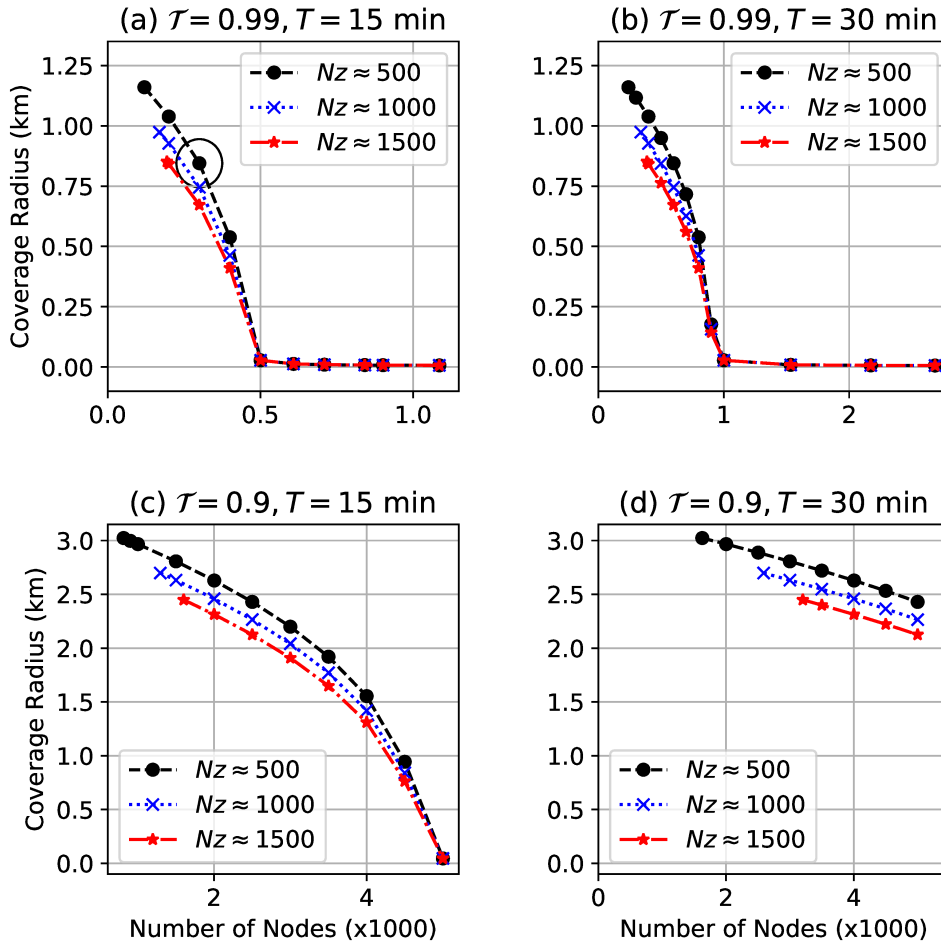 (a) 𝒯 = 0.99, T = 15 min
Coverage Radius (km)
1.25
1.00
0.75
0.50
0.25
0.00
0.0
0.5
1.0
Nz ≈ 500
Nz ≈ 1000
Nz ≈ 1500
(b) 𝒯 = 0.99, T = 30 min
1.25
1.00
0.75
0.50
0.25
0.00
0
1
2
Nz ≈ 500
Nz ≈ 1000
Nz ≈ 1500
(c) 𝒯 = 0.9, T = 15 min
Coverage Radius (km)
3.0
2.5
2.0
1.5
1.0
0.5
0.0
Nz ≈ 500
Nz ≈ 1000
Nz ≈ 1500
2
4
Number of Nodes (x1000)
(d) 𝒯 = 0.9, T = 30 min
3.0
2.5
2.0
1.5
1.0
0.5
0.0
Nz ≈ 500
Nz ≈ 1000
Nz ≈ 1500
0
2
4
Number of Nodes (x1000)